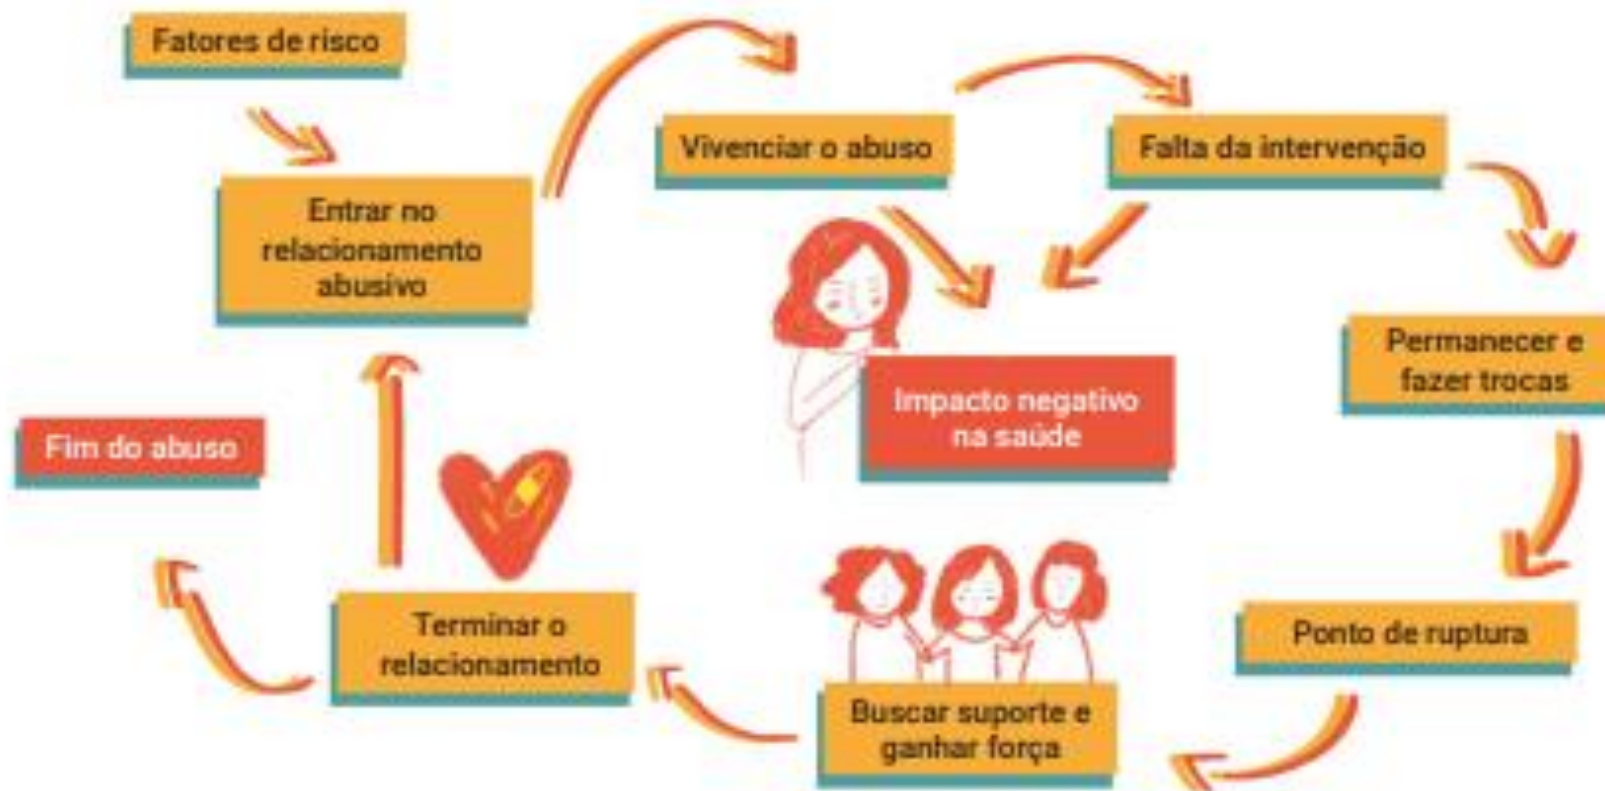 Fatores de risco
Entrar no
relacionamento
abusivo
Vivenciar o abuso
Falta da intervenção
Permanecer e
fazer trocas
Impacto negativo
na saúde
Ponto de ruptura
Buscar suporte e
ganhar força
Terminar o
relacionamento
Fim do abuso